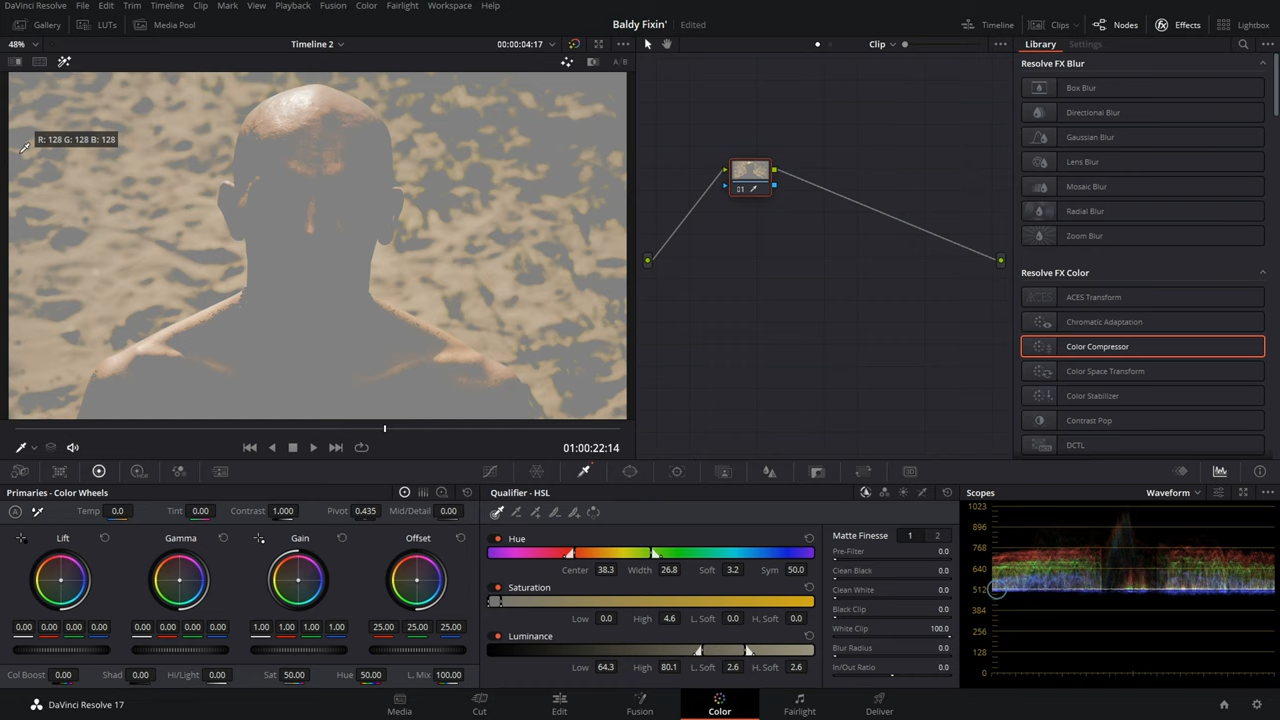 DaVinci Resolve File Edit Trim Timeline Clip Mark View Playback Fusion Color Fairlight Workspace Help
Gallery LUTs Media Pool Baldy Fixin' Edited Timeline Clips Nodes Effects Lightbox
48% Timeline 2 00:00:04:17 Clip Library Settings
A/B
Resolve FX Blur
Box Blur
Directional Blur
Gaussian Blur
Lens Blur
Mosaic Blur
Radial Blur
Zoom Blur
Resolve FX Color
ACES Transform
Chromatic Adaptation
Color Compressor
Color Space Transform
Color Stabilizer
Contrast Pop
DCTL
R: 128 G: 128 B: 128
01
01:00:22:14
Primaries - Color Wheels
Temp 0.0 Tint 0.00 Contrast 1.000 Pivot 0.435 Mid/Detail 0.00
Lift Gamma Gain Offset
0.00 0.00 0.00 0.00 0.00 0.00 0.00 0.00 1.00 1.00 1.00 1.00 25.00 25.00 25.00
Col Boost 0.00 Shad 0.00 Hi/Light 0.00 Sat 50.00 Hue 50.00 L. Mix 100.00
Qualifier - HSL
Hue
Center 38.3 Width 26.8 Soft 3.2 Sym 50.0
Saturation
Low 0.0 High 4.6 L. Soft 0.0 H. Soft 0.0
Luminance
Low 64.3 High 80.1 L. Soft 2.6 H. Soft 2.6
Matte Finesse 1 2
Pre-Filter 0.0
Clean Black 0.0
Clean White 0.0
Black Clip 0.0
White Clip 100.0
Blur Radius 0.0
In/Out Ratio 0.0
Scopes Waveform
1023
896
768
640
512
384
256
128
0
DaVinci Resolve 17 Media Cut Edit Fusion Color Fairlight Deliver